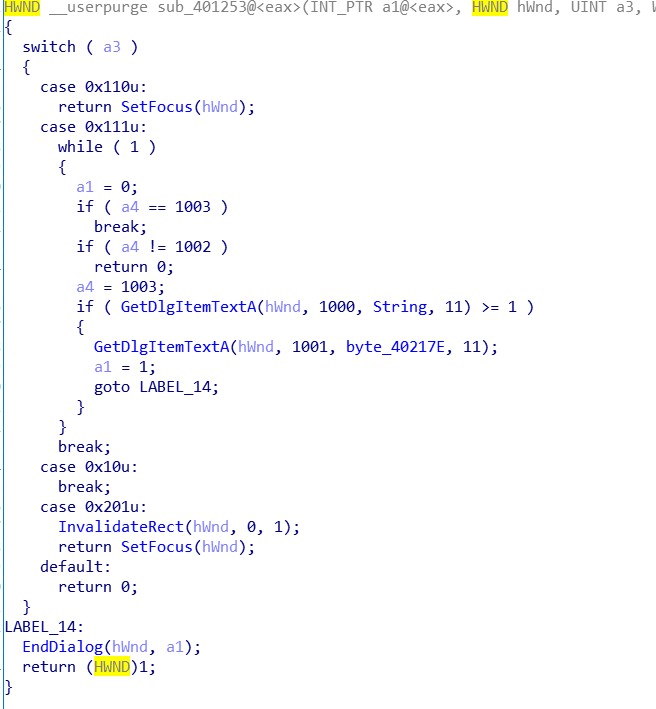 HWND __userpurge sub_401253@<eax>(INT_PTR a1@<eax>, HWND hWnd, UINT a3,
{
  switch ( a3 )
  {
    case 0x110u:
      return SetFocus(hWnd);
    case 0x111u:
      while ( 1 )
      {
        a1 = 0;
        if ( a4 == 1003 )
          break;
        if ( a4 != 1002 )
          return 0;
        a4 = 1003;
        if ( GetDlgItemTextA(hWnd, 1000, String, 11) >= 1 )
        {
          GetDlgItemTextA(hWnd, 1001, byte_40217E, 11);
          a1 = 1;
          goto LABEL_14;
        }
      }
      break;
    case 0x10u:
      break;
    case 0x201u:
      InvalidateRect(hWnd, 0, 1);
      return SetFocus(hWnd);
    default:
      return 0;
  }
LABEL_14:
  EndDialog(hWnd, a1);
  return (HWND)1;
}